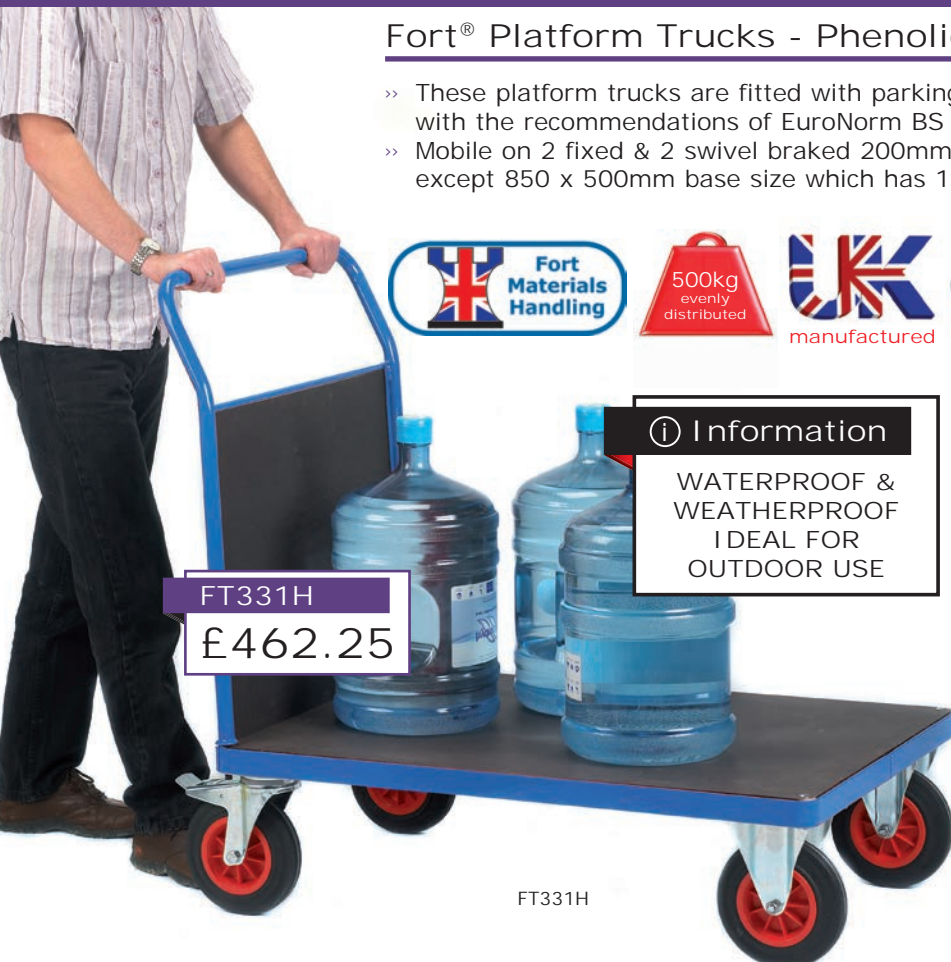 Fort® Platform Trucks - Phenolic
›› These platform trucks are fitted with parking
with the recommendations of EuroNorm BS
›› Mobile on 2 fixed & 2 swivel braked 200mm
except 850 x 500mm base size which has 1
Fort
Materials
Handling
500kg
evenly
distributed
UK
manufactured
i Information
WATERPROOF &
WEATHERPROOF
IDEAL FOR
OUTDOOR USE
FT331H
£462.25
FT331H